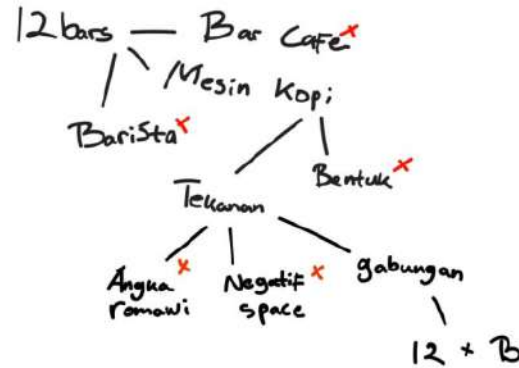 12 bars — Bar Cafe x
Mesin Kopi
Barista x
Bentuk x
Tekanan
Angka x
romawi
Negatif x
space
gabungan
12 + B